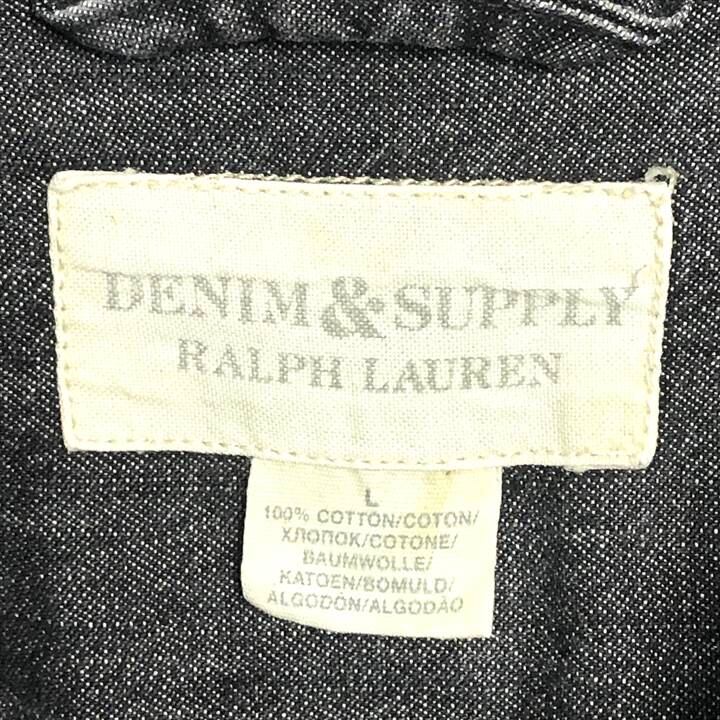 DENIM & SUPPLY
RALPH LAUREN
L
100% COTTON/COTON/
ХЛОПОК/COTONE/
BAUMWOLLE/
KATOEN/BOMULD/
ALGODÓN/ALGODÃO